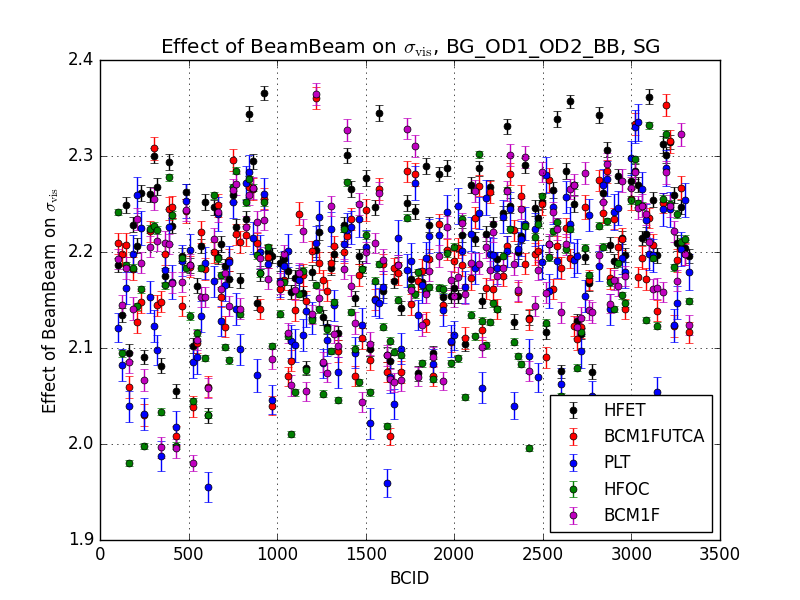 Effect of BeamBeam on σvis, BG_OD1_OD2_BB, SG
2.4
2.3
2.2
2.1
2.0
1.9
Effect of BeamBeam on σvis
HFET
BCM1FUTCA
PLT
HFOC
BCM1F
0 500 1000 1500 2000 2500 3000 3500
BCID